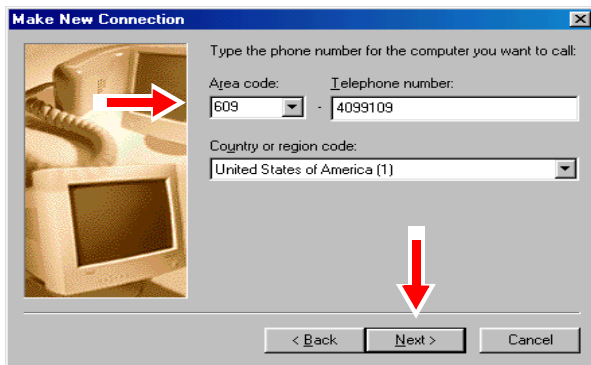 Make New Connection
Type the phone number for the computer you want to call:
Area code: Telephone number:
609 - 4099109
Country or region code:
United States of America (1)
< Back Next > Cancel